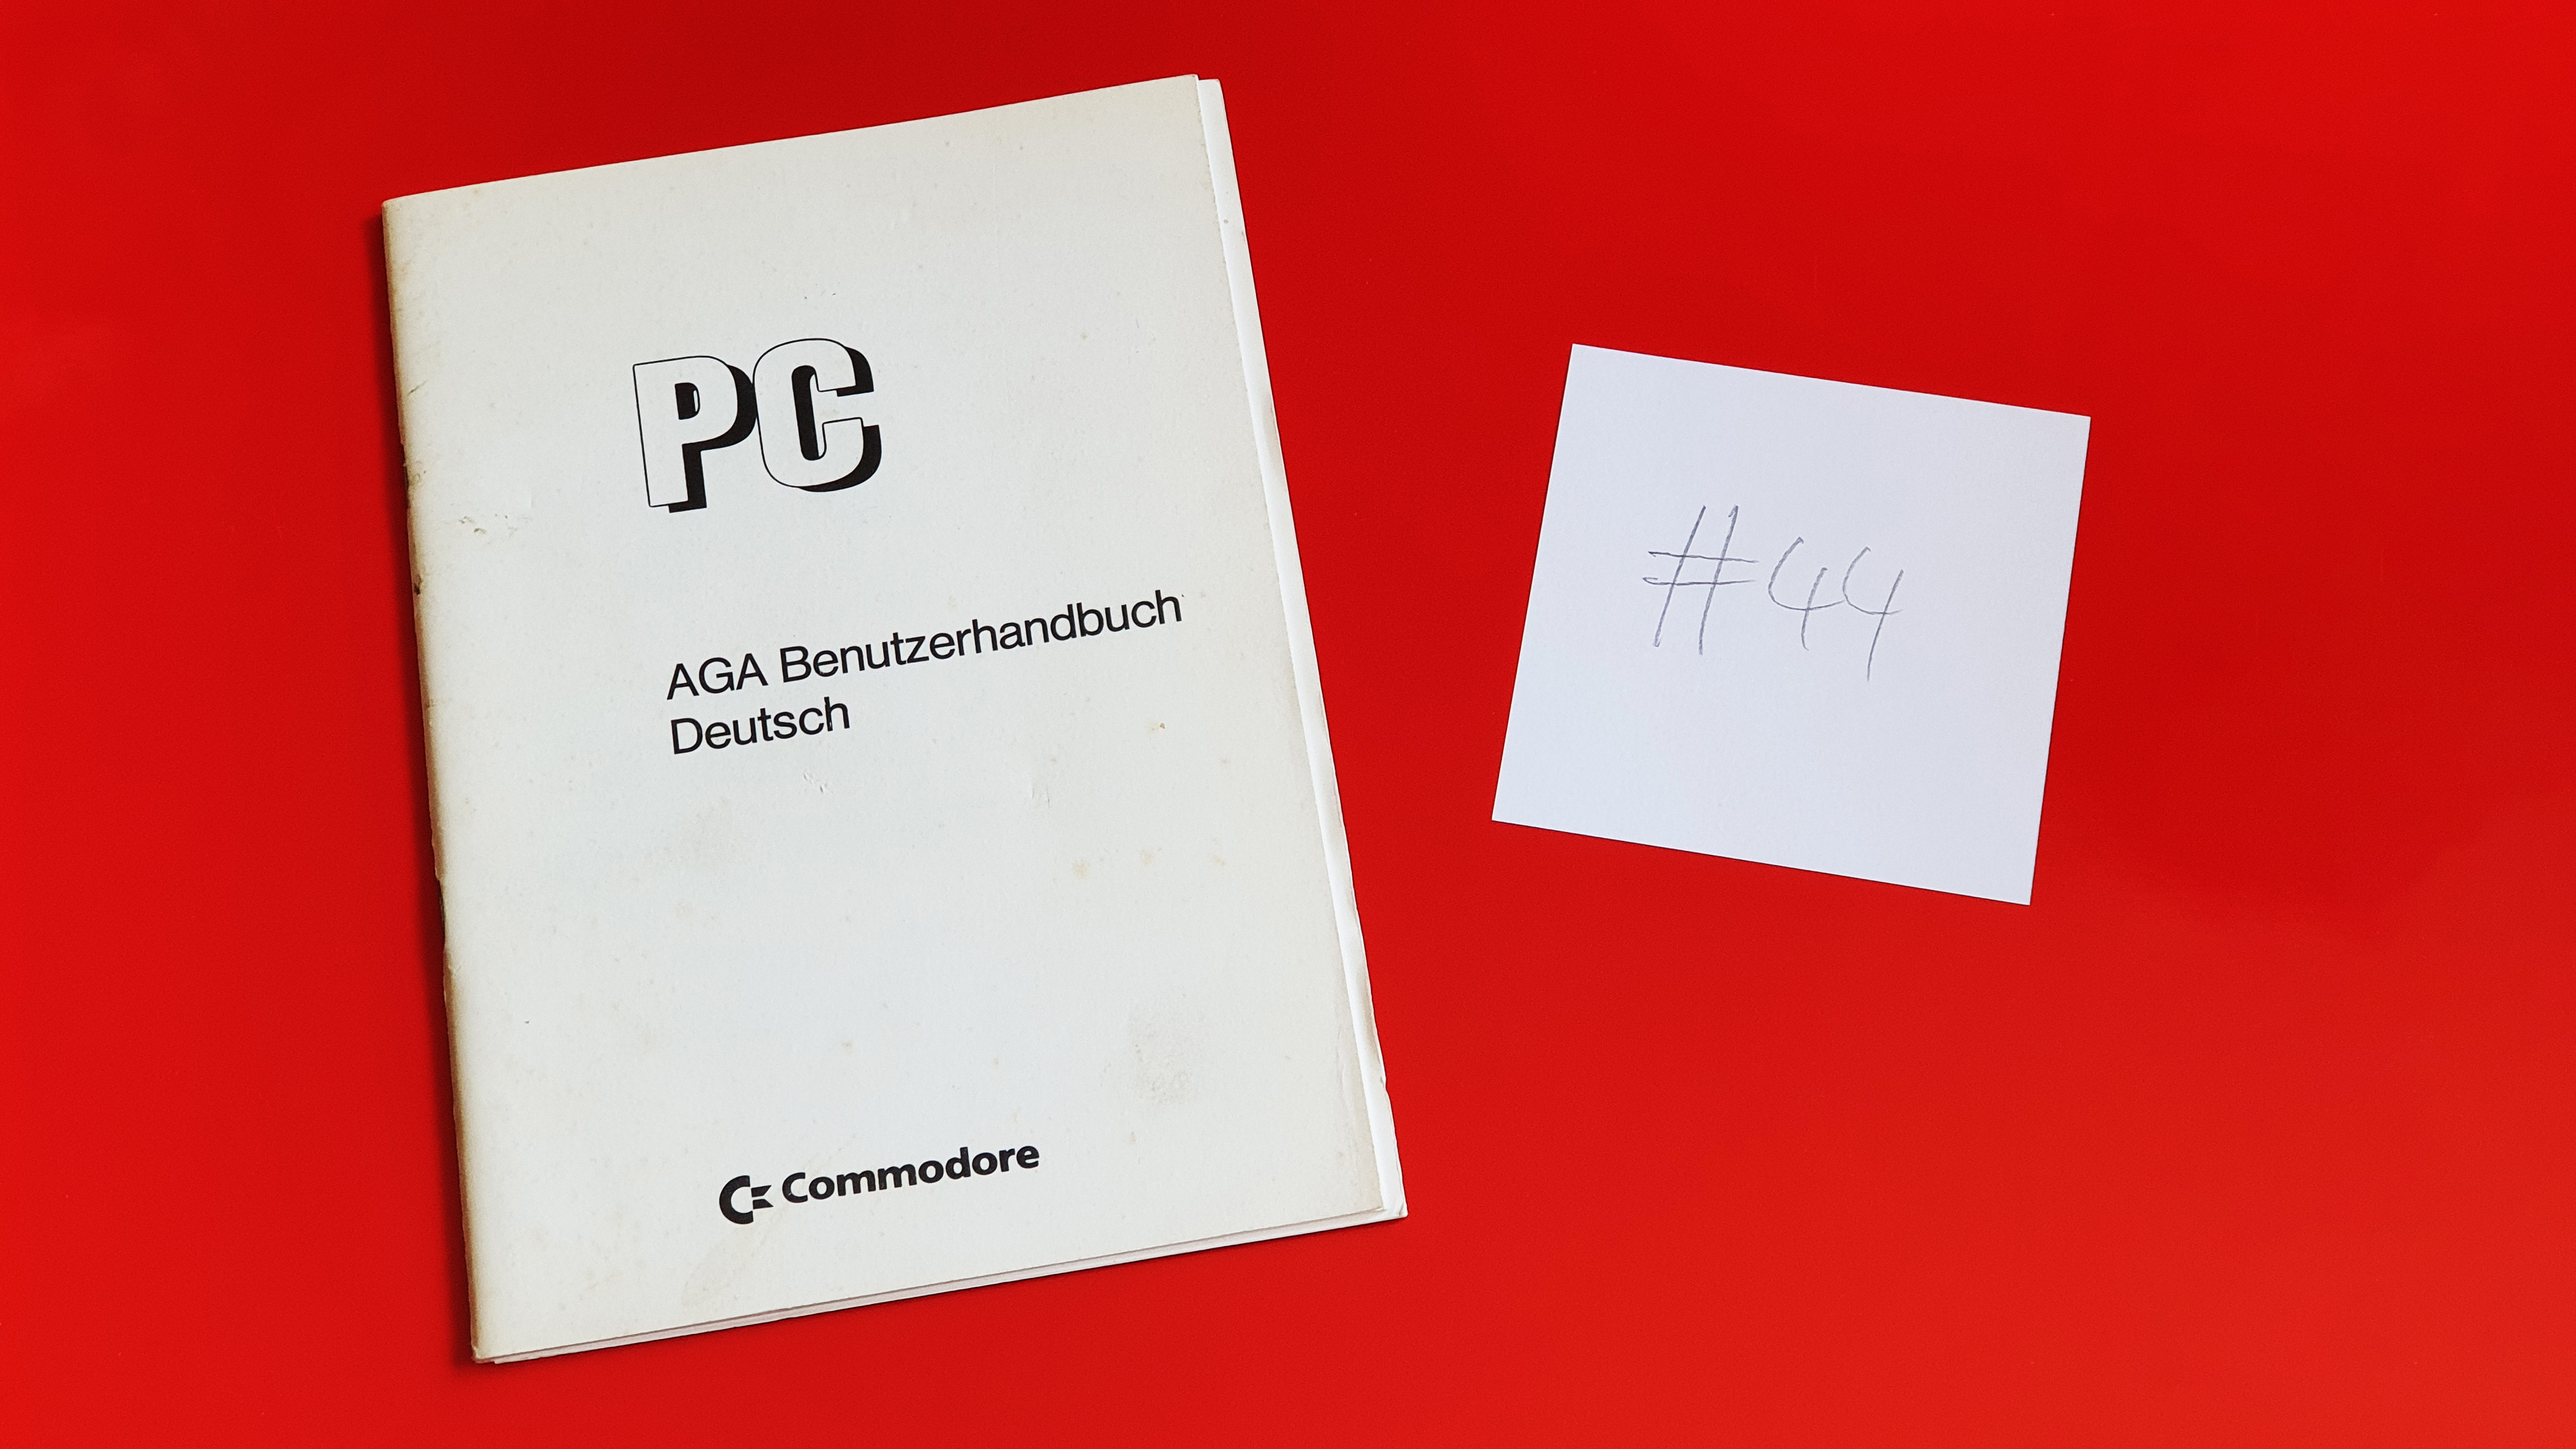 PC
AGA Benutzerhandbuch
Deutsch
Commodore
#44